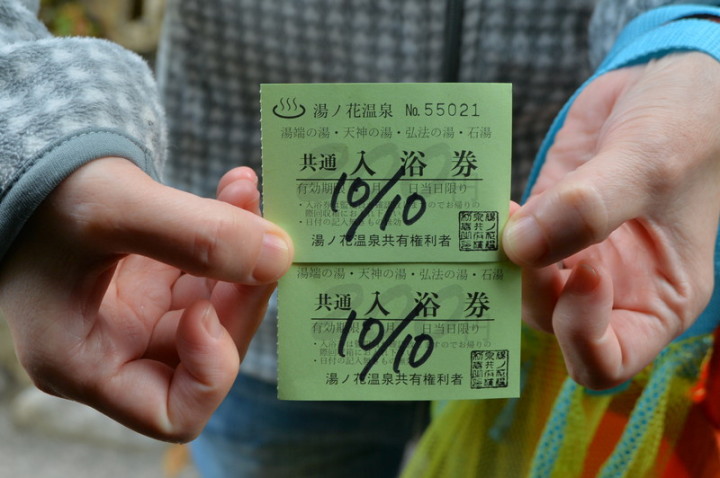 湯ノ花温泉 No.55021
湯端の湯・天神の湯・弘法の湯・石湯
共通 入浴券
有効期限 月 日当日限り
10/10
湯ノ花温泉共有権利者
湯端の湯・天神の湯・弘法の湯・石湯
共通 入浴券
有効期限 日当日限り
10/10
湯ノ花温泉共有権利者